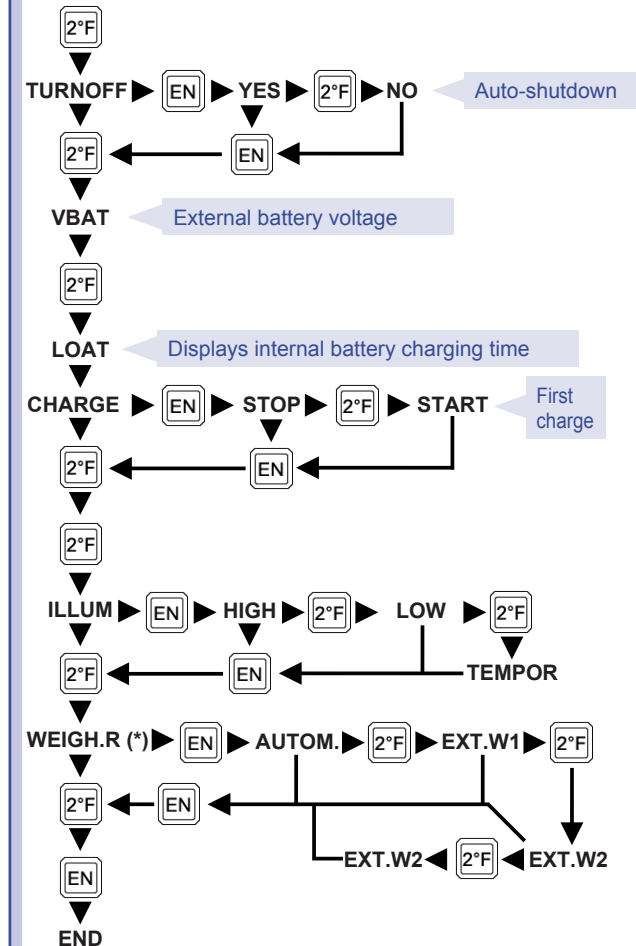 2°F
TURNOFF EN YES 2°F NO Auto-shutdown
2°F EN
VBAT External battery voltage
2°F
LOAT Displays internal battery charging time
CHARGE EN STOP 2°F START First charge
2°F EN
2°F
ILLUM EN HIGH 2°F LOW 2°F
2°F EN TEMPOR
WEIGH.R (*) EN AUTOM. 2°F EXT.W1 2°F
2°F EN
EXT.W2 2°F EXT.W2
EN
END